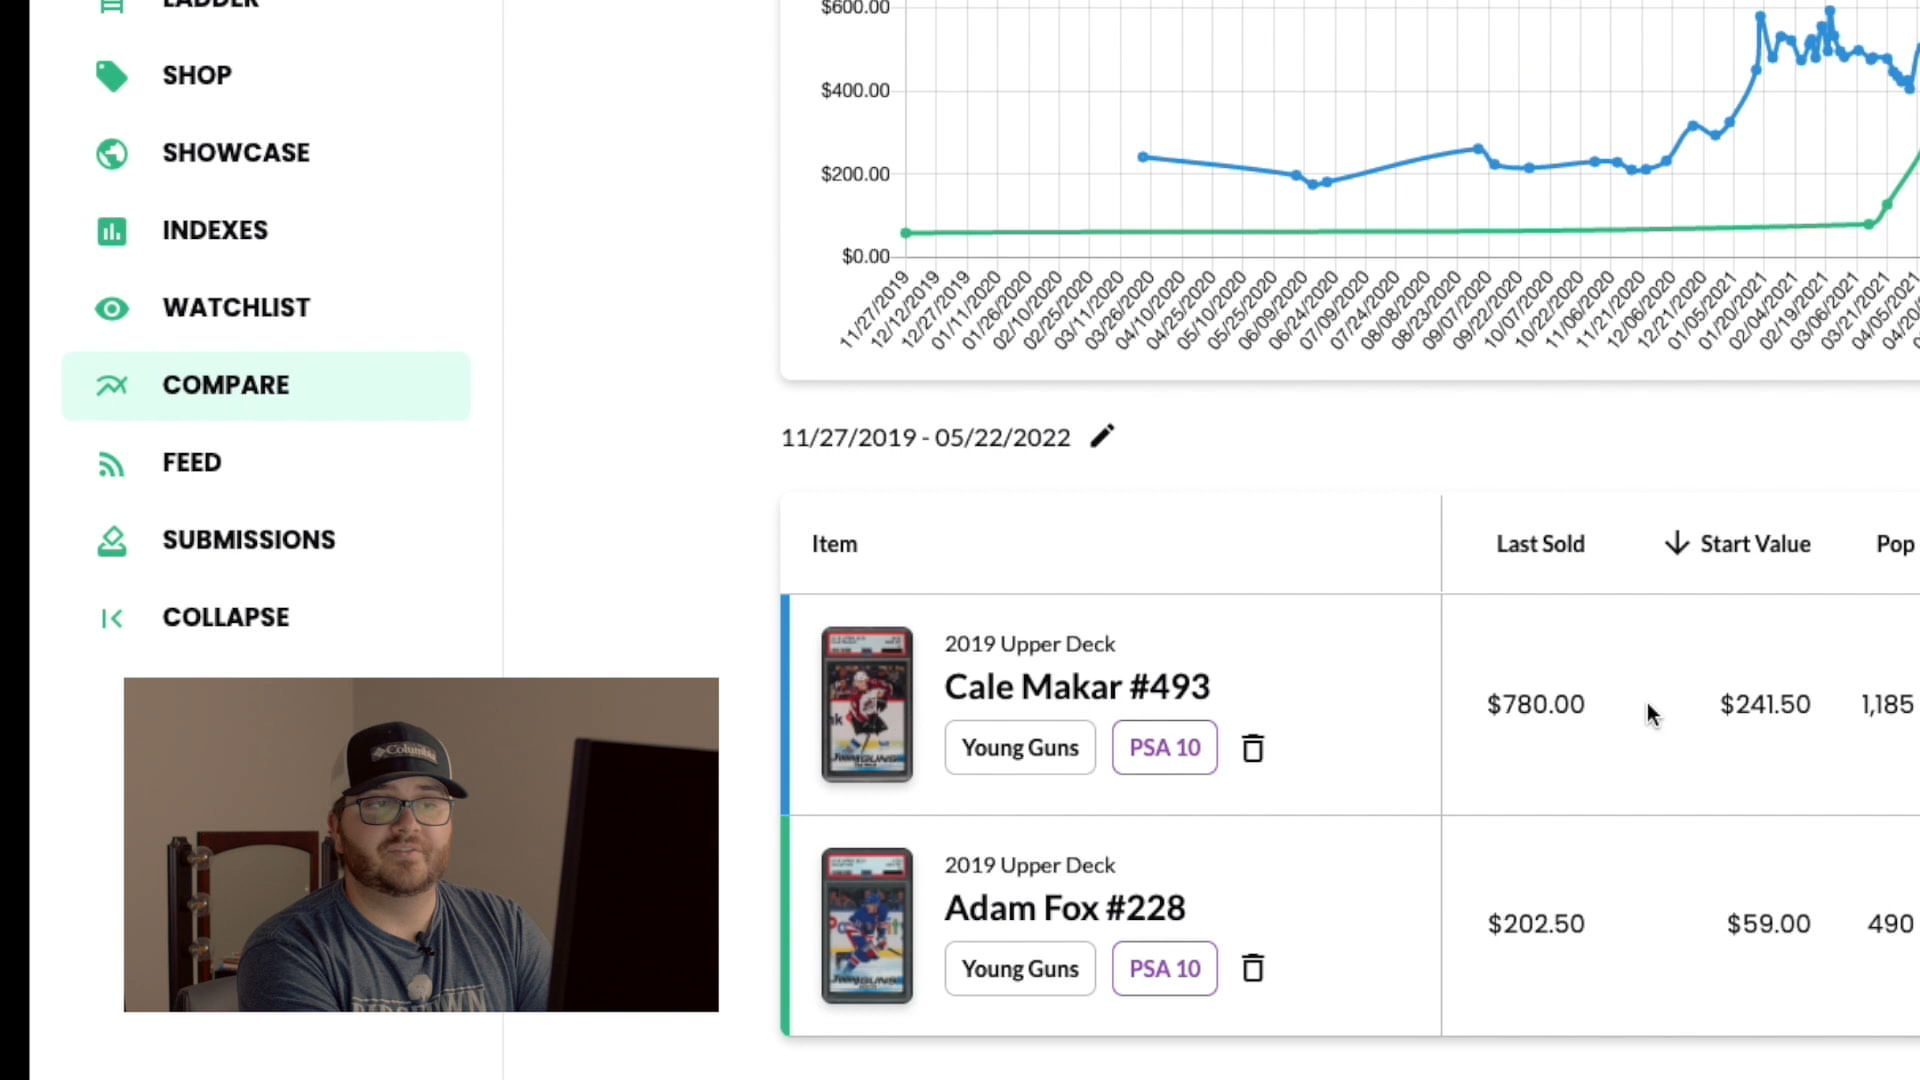 LADDER
SHOP
SHOWCASE
INDEXES
WATCHLIST
COMPARE
FEED
SUBMISSIONS
COLLAPSE
$600.00
$400.00
$200.00
$0.00
11/27/2019
12/12/2019
12/27/2019
01/11/2020
01/26/2020
02/10/2020
02/25/2020
03/11/2020
03/26/2020
04/10/2020
04/25/2020
05/10/2020
05/25/2020
06/09/2020
06/24/2020
07/09/2020
07/24/2020
08/08/2020
08/23/2020
09/07/2020
09/22/2020
10/07/2020
10/22/2020
11/06/2020
11/21/2020
12/06/2020
12/21/2020
01/05/2021
01/20/2021
02/04/2021
02/19/2021
03/06/2021
03/21/2021
04/05/2021
04/20
11/27/2019 - 05/22/2022
Item Last Sold Start Value Pop
2019 Upper Deck
Cale Makar #493
Young Guns PSA 10
$780.00 $241.50 1,185
2019 Upper Deck
Adam Fox #228
Young Guns PSA 10
$202.50 $59.00 490
Columbia